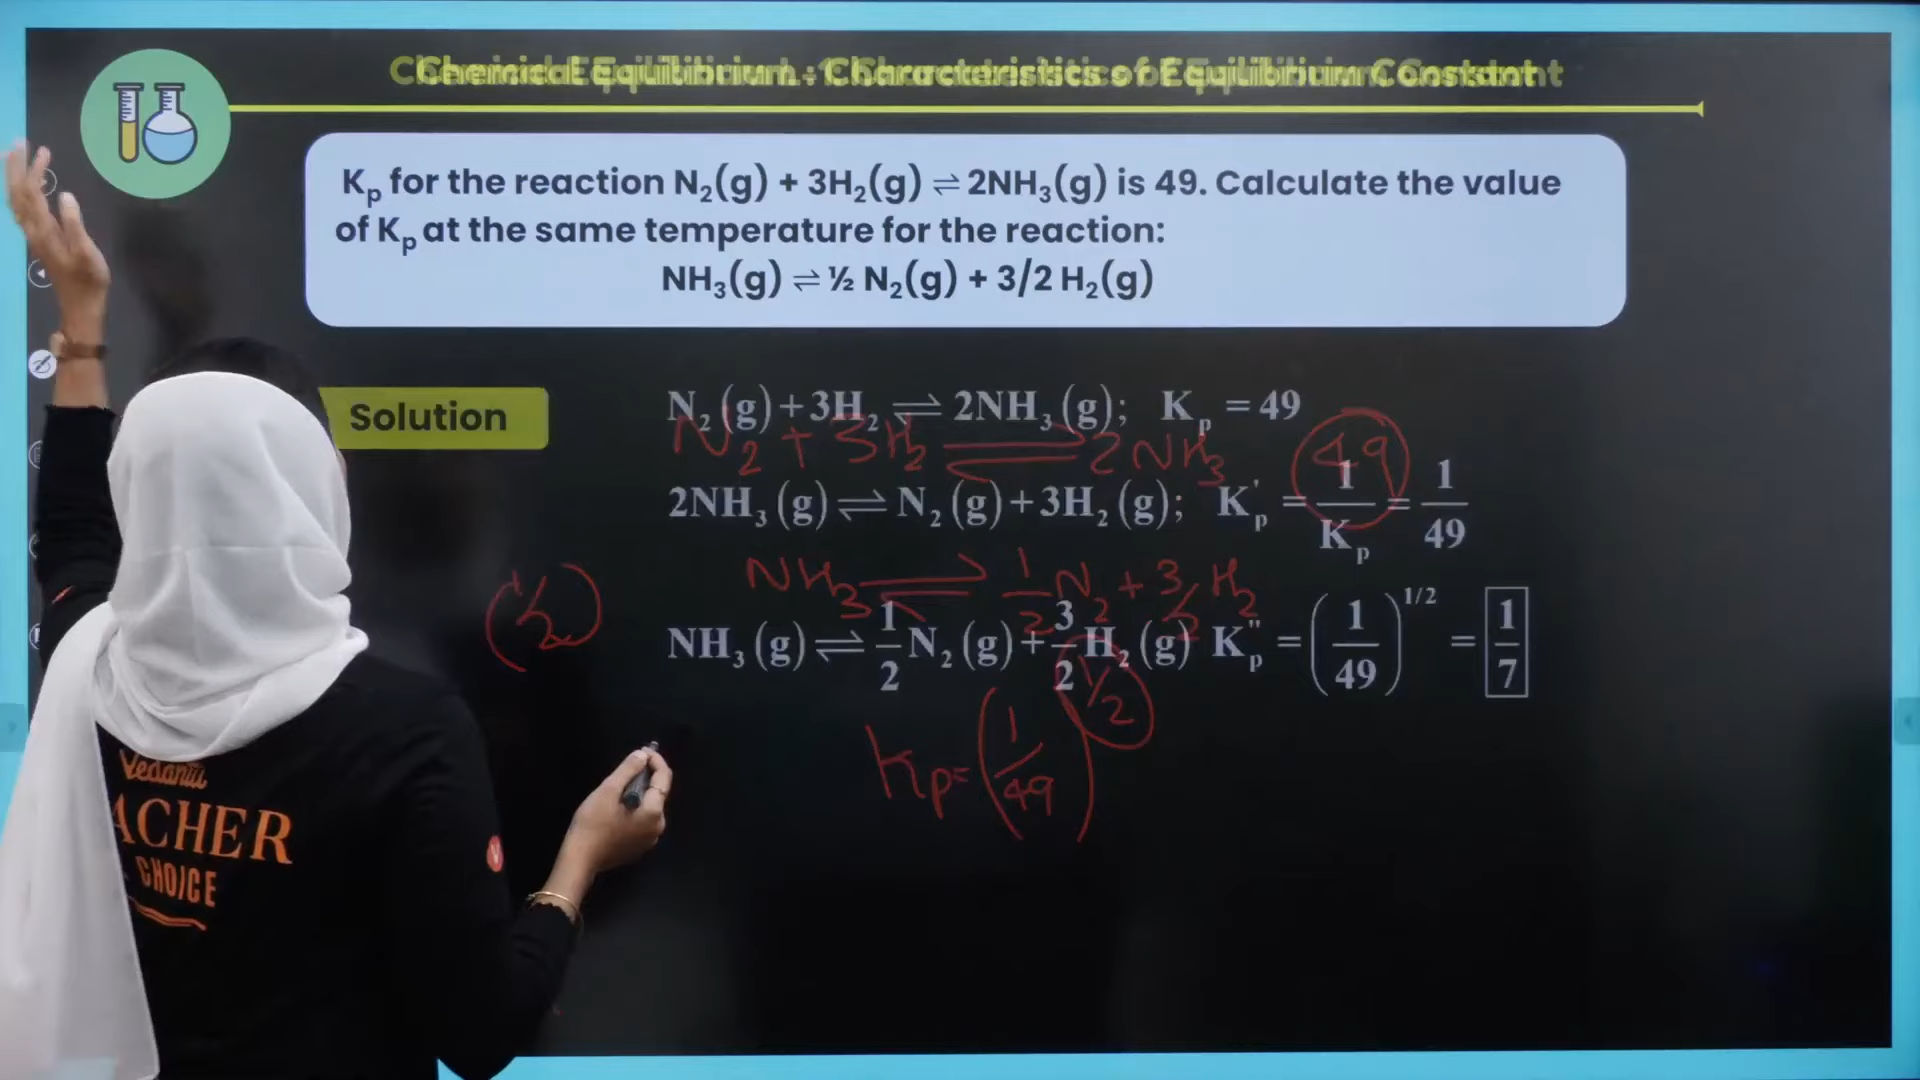 Chemical Equilibrium - Characteristics of Equilibrium Constant
Kp for the reaction N₂(g) + 3H₂(g) ⇌ 2NH₃(g) is 49. Calculate the value
of Kp at the same temperature for the reaction:
NH₃(g) ⇌ ½ N₂(g) + 3/2 H₂(g)
Solution
N₂(g)+3H₂ ⇌ 2NH₃(g); Kp = 49
N₂ + 3H₂ ⇌ 2NH₃ 49
2NH₃(g) ⇌ N₂(g)+3H₂(g); K'p = 1/Kp = 1/49
NH₃ ⇌ 1/2 N₂ + 3/2 H₂
(1/2)
NH₃(g) ⇌ 1/2 N₂(g)+3/2 H₂(g) K"p = (1/49)^1/2 = 1/7
Kp = (1/49)^1/2
Vedantu
ACHER
CHOICE
V